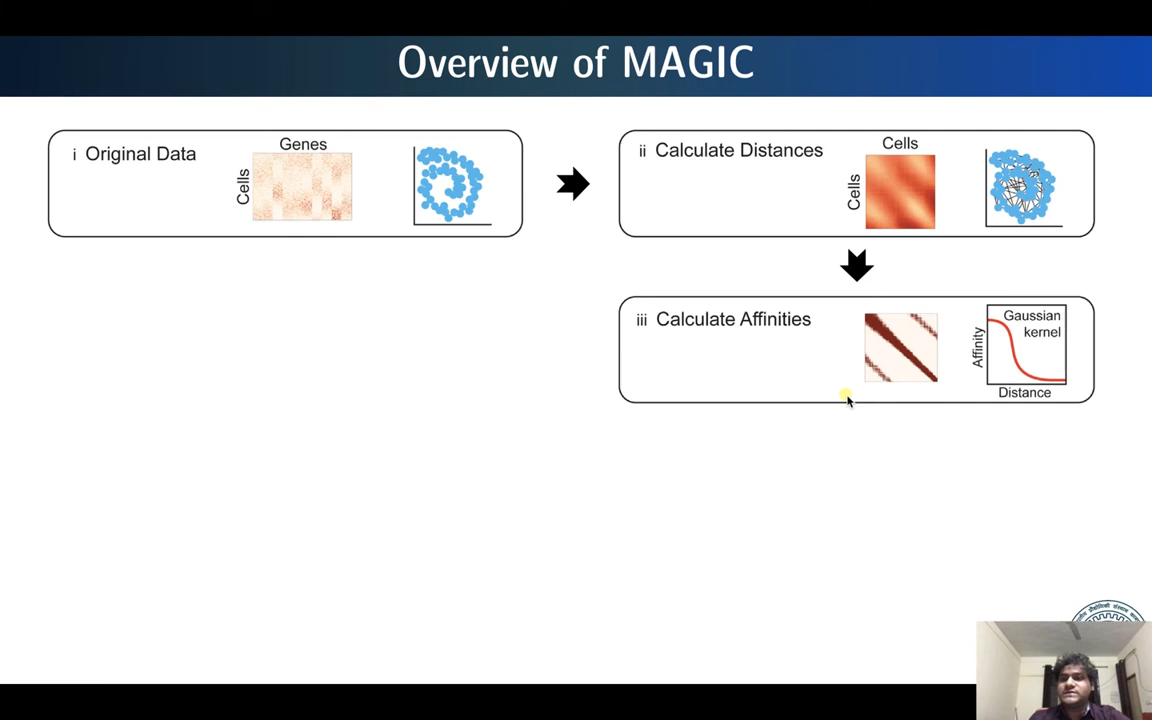 Overview of MAGIC
i Original Data
Genes
Cells
ii Calculate Distances
Cells
Cells
iii Calculate Affinities
Affinity
Gaussian
kernel
Distance